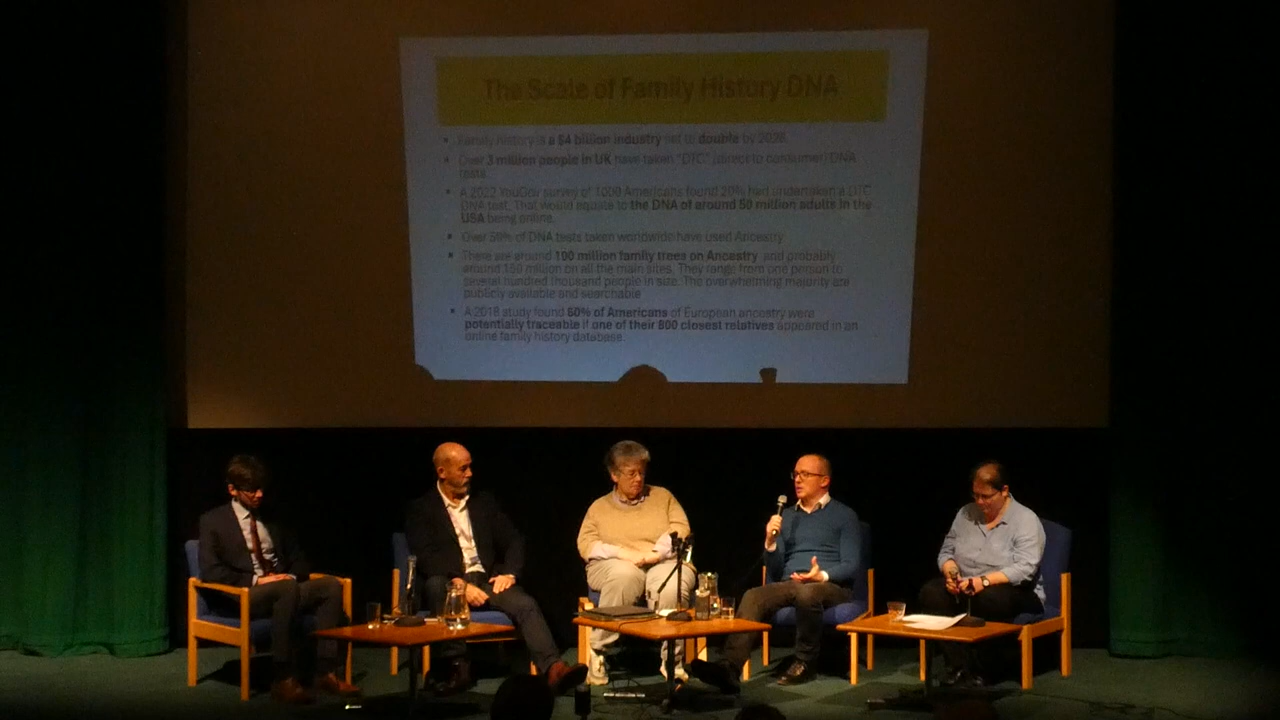 The Scale of Family History DNA
• Family history is a $4 billion industry set to double by 2028.
• Over 3 million people in UK have taken "DTC" (direct to consumer) DNA
tests.
• A 2022 YouGov survey of 1000 Americans found 20% had undertaken a DTC
DNA test. That would equate to the DNA of around 50 million adults in the
USA being online.
• Over 59% of DNA tests taken worldwide have used Ancestry
• There are around 100 million family trees on Ancestry and probably
around 150 million on all the main sites. They range from one person to
several hundred thousand people in size. The overwhelming majority are
publicly available and searchable
• A 2018 study found 60% of Americans of European ancestry were
potentially traceable if one of their 800 closest relatives appeared in an
online family history database.